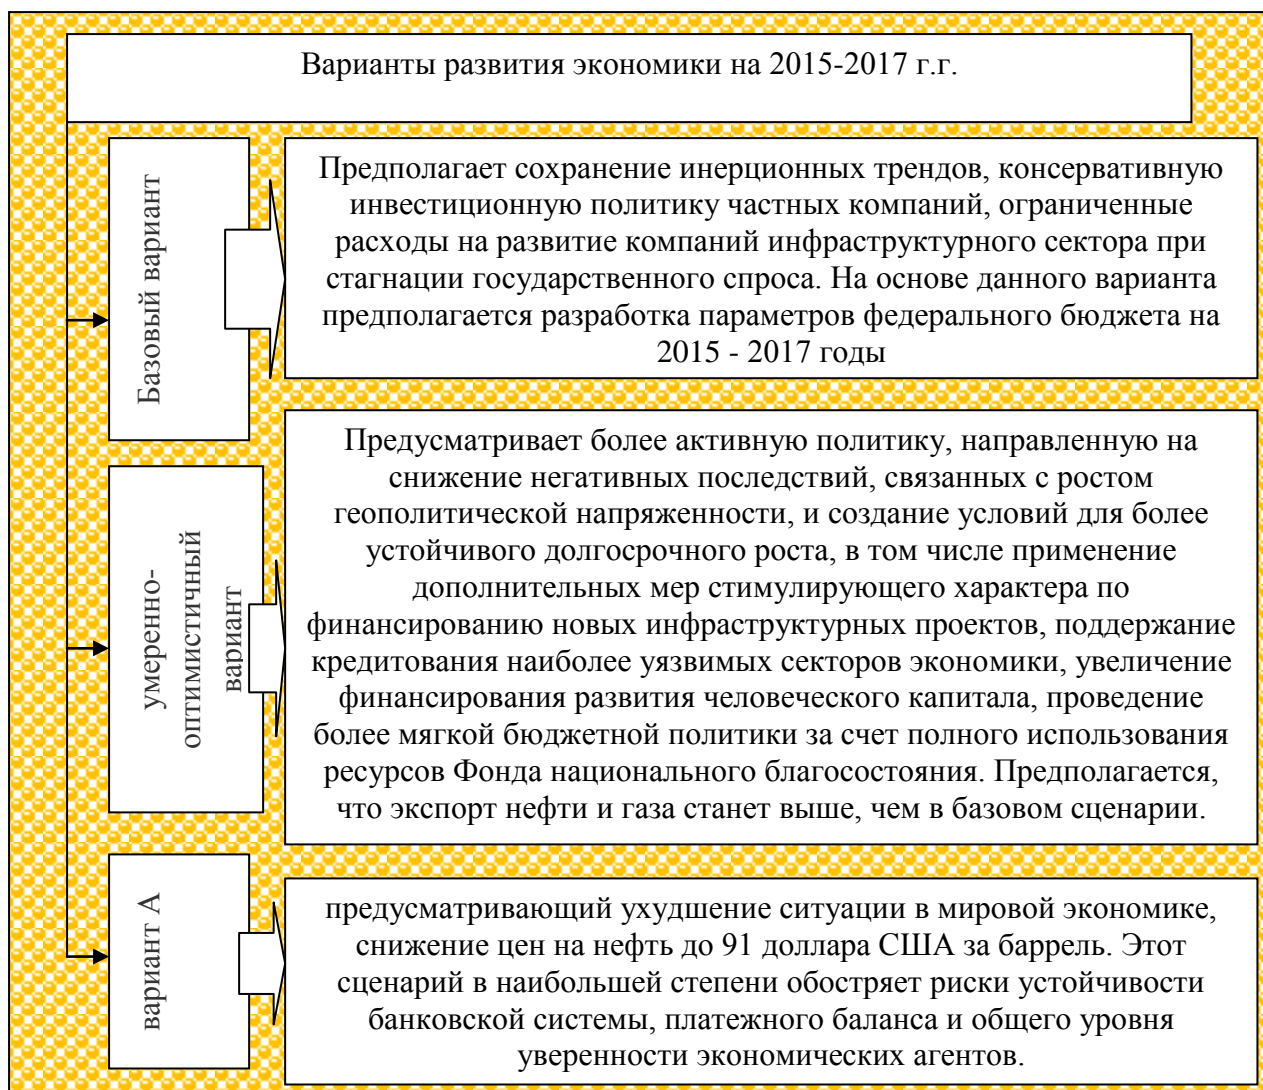 Варианты развития экономики на 2015-2017 г.г.
Базовый вариант
Предполагает сохранение инерционных трендов, консервативную
инвестиционную политику частных компаний, ограниченные
расходы на развитие компаний инфраструктурного сектора при
стагнации государственного спроса. На основе данного варианта
предполагается разработка параметров федерального бюджета на
2015 - 2017 годы
умеренно-
оптимистичный
вариант
Предусматривает более активную политику, направленную на
снижение негативных последствий, связанных с ростом
геополитической напряженности, и создание условий для более
устойчивого долгосрочного роста, в том числе применение
дополнительных мер стимулирующего характера по
финансированию новых инфраструктурных проектов, поддержание
кредитования наиболее уязвимых секторов экономики, увеличение
финансирования развития человеческого капитала, проведение
более мягкой бюджетной политики за счет полного использования
ресурсов Фонда национального благосостояния. Предполагается,
что экспорт нефти и газа станет выше, чем в базовом сценарии.
вариант А
предусматривающий ухудшение ситуации в мировой экономике,
снижение цен на нефть до 91 доллара США за баррель. Этот
сценарий в наибольшей степени обостряет риски устойчивости
банковской системы, платежного баланса и общего уровня
уверенности экономических агентов.